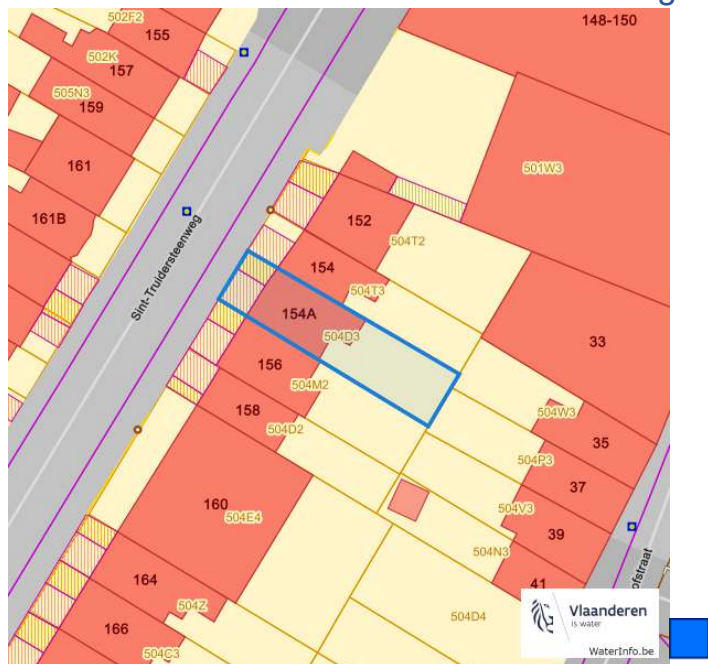 502F2
155
148-150
502K
157
505N3
159
161
501W3
161B
152
504T2
Sint-Truidersteenweg
154
504T3
154A
504D3
33
156
504M2
504W3
158
35
504D2
504P3
37
160
504E4
504V3
39
504N3
41
164
504Z
504D4
ofstraat
166
504C3
Vlaanderen
is water
WaterInfo.be